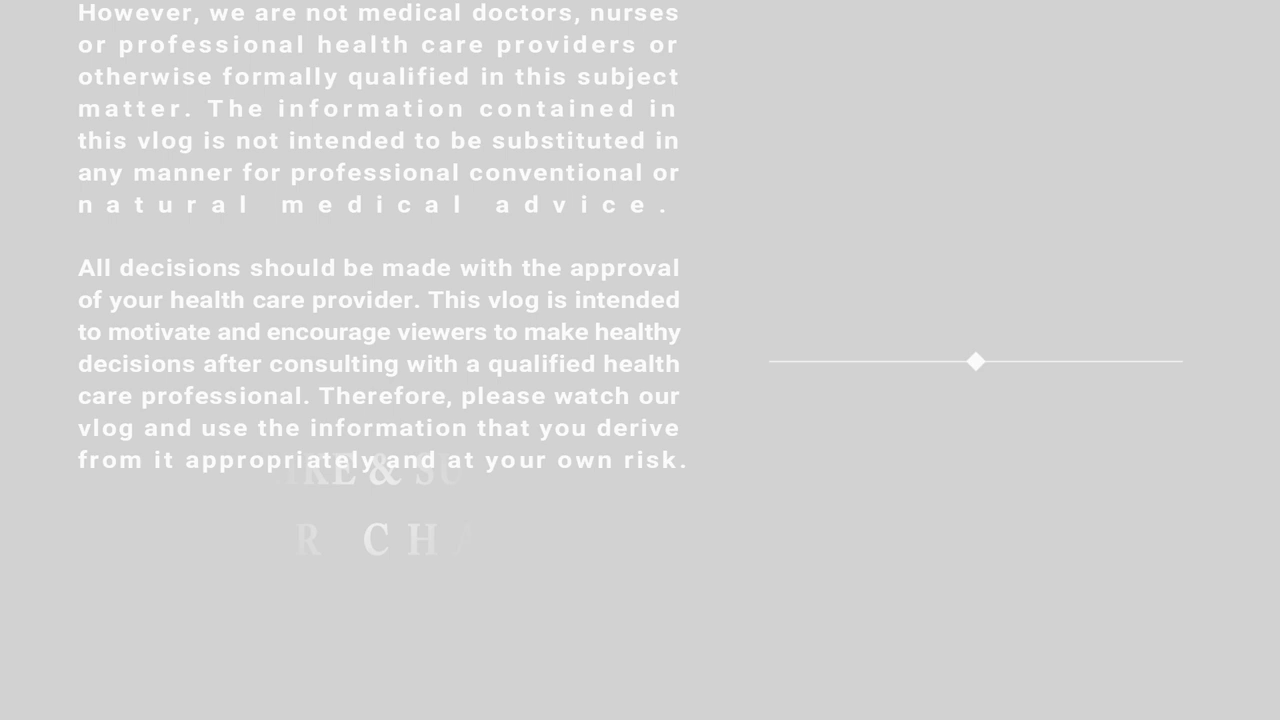 However, we are not medical doctors, nurses
or professional health care providers or
otherwise formally qualified in this subject
matter. The information contained in
this vlog is not intended to be substituted in
any manner for professional conventional or
natural medical advice.
All decisions should be made with the approval
of your health care provider. This vlog is intended
to motivate and encourage viewers to make healthy
decisions after consulting with a qualified health
care professional. Therefore, please watch our
vlog and use the information that you derive
from it appropriately and at your own risk.
&